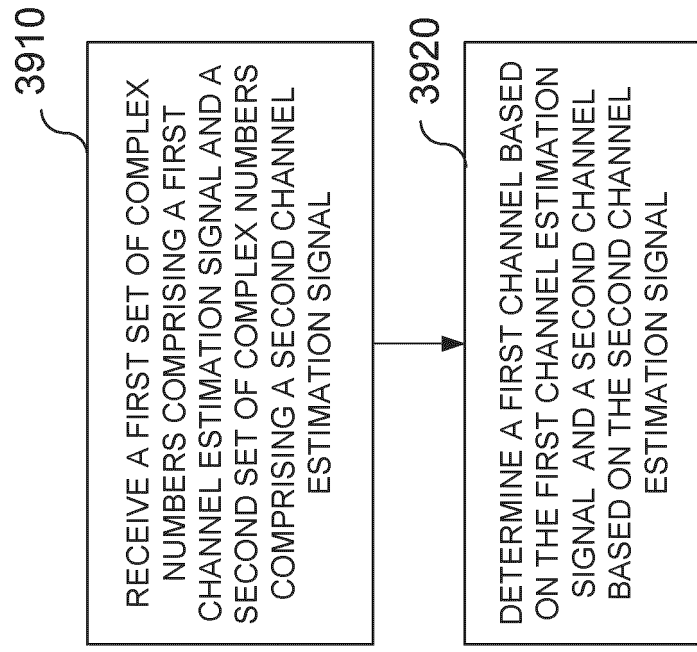 3910
RECEIVE A FIRST SET OF COMPLEX
NUMBERS COMPRISING A FIRST
CHANNEL ESTIMATION SIGNAL AND A
SECOND SET OF COMPLEX NUMBERS
COMPRISING A SECOND CHANNEL
ESTIMATION SIGNAL
3920
DETERMINE A FIRST CHANNEL BASED
ON THE FIRST CHANNEL ESTIMATION
SIGNAL AND A SECOND CHANNEL
BASED ON THE SECOND CHANNEL
ESTIMATION SIGNAL